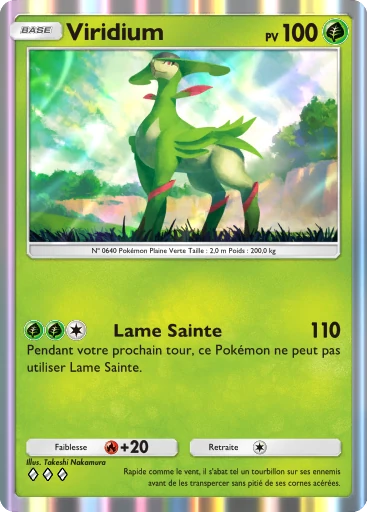 BASE Viridium PV 100
N° 0640 Pokémon Plaine Verte Taille : 2,0 m Poids : 200,0 kg
Lame Sainte 110
Pendant votre prochain tour, ce Pokémon ne peut pas
utiliser Lame Sainte.
Faiblesse +20 Retraite
Illus. Takeshi Nakamura
Rapide comme le vent, il s'abat tel un tourbillon sur ses ennemis
avant de les transpercer sans pitié de ses cornes acérées.